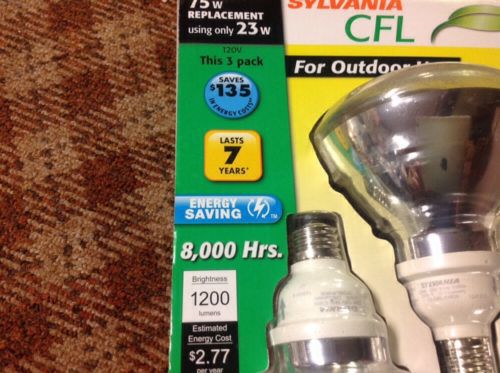 75 W
REPLACEMENT
using only 23 W
SYLVANIA
CFL
120V
This 3 pack
For Outdoor
SAVES
$135
IN ENERGY COSTS*
LASTS
7
YEARS*
ENERGY
SAVING
TM
8,000 Hrs.
Brightness
1200
lumens
Estimated
Energy Cost
$2.77
per year